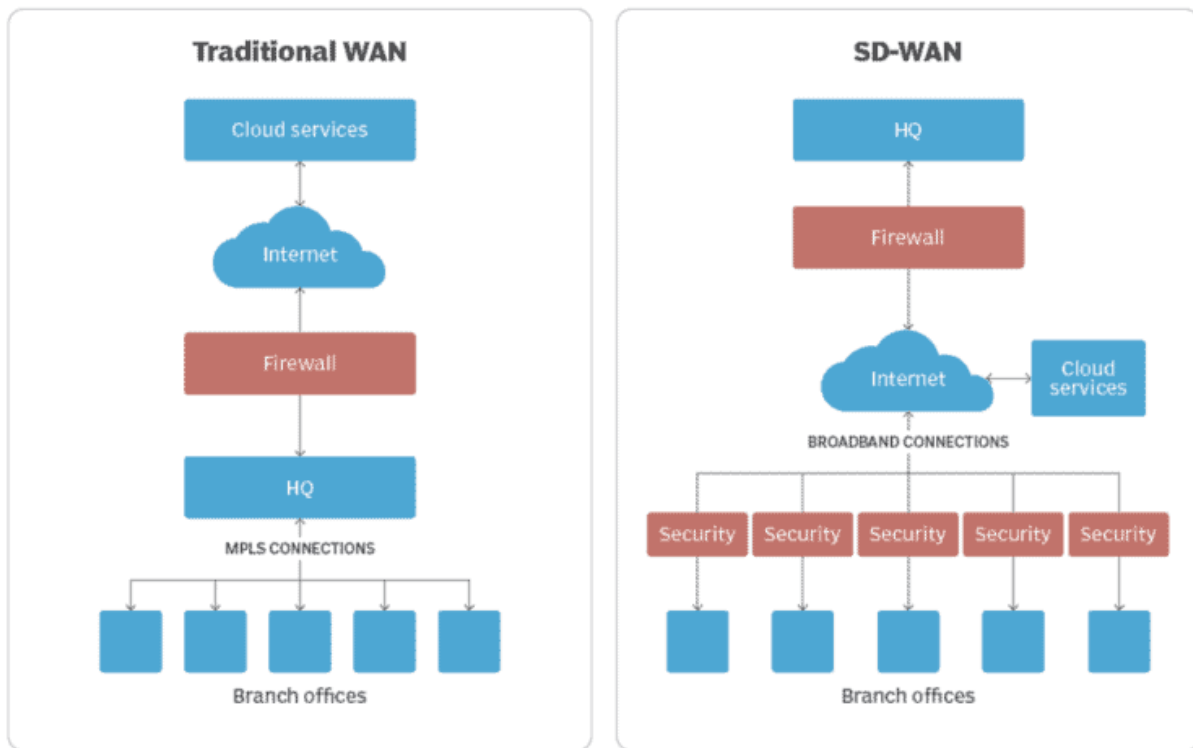 Traditional WAN
Cloud services
Internet
Firewall
HQ
MPLS CONNECTIONS
Branch offices
SD-WAN
HQ
Firewall
Internet
Cloud
services
BROADBAND CONNECTIONS
Security
Security
Security
Security
Security
Branch offices